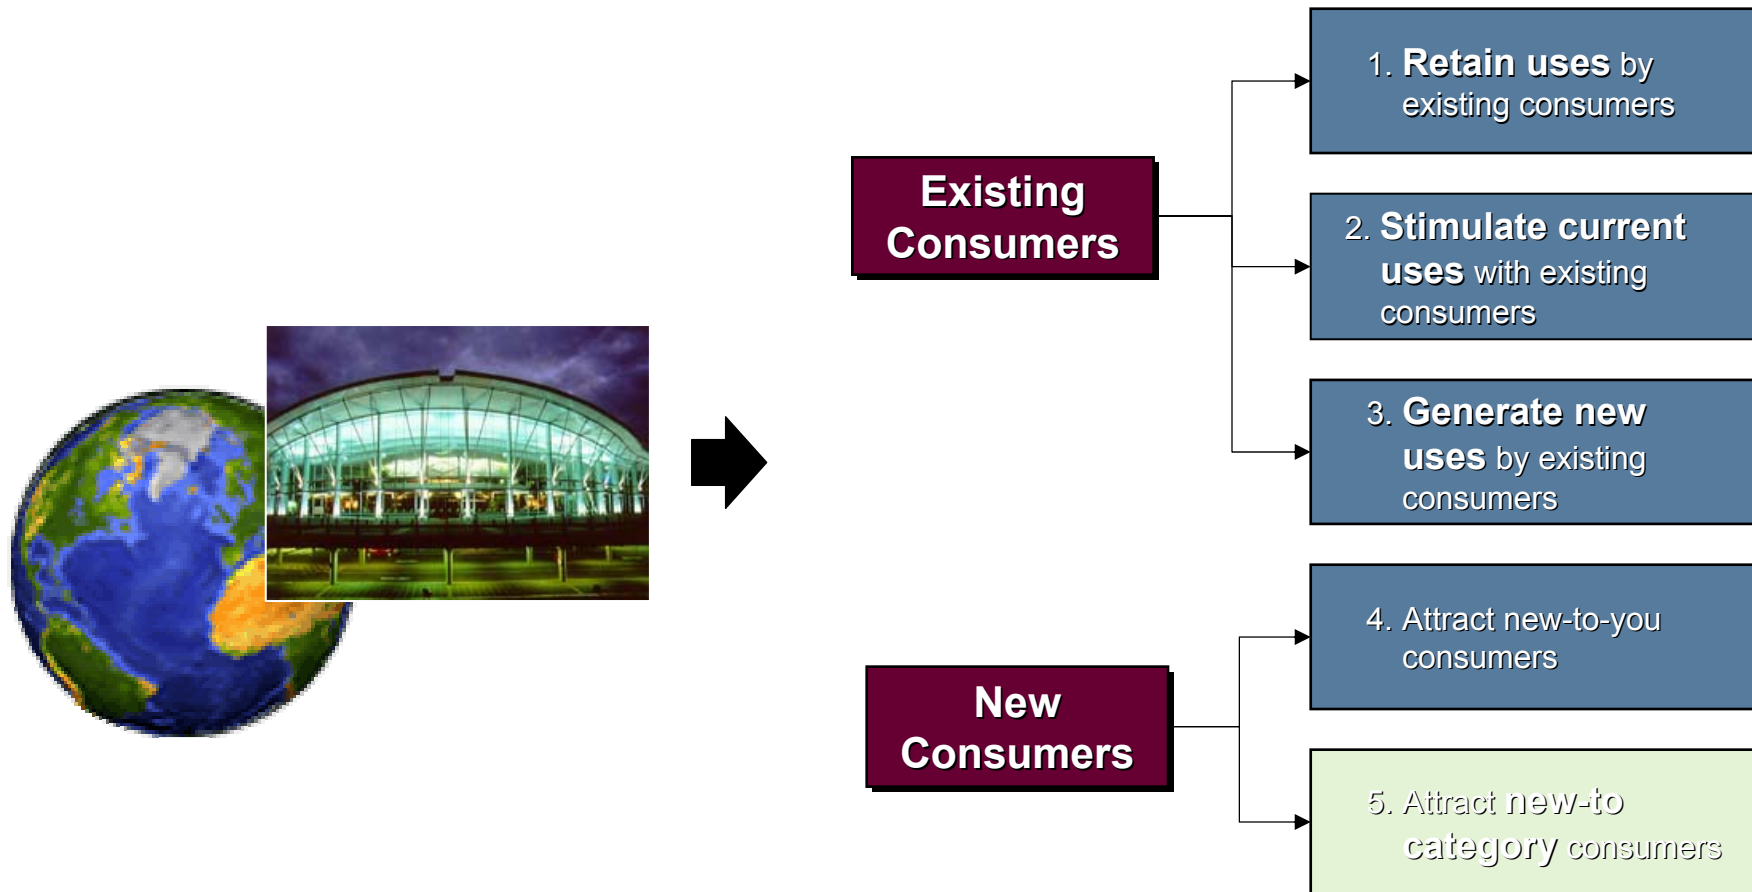 Existing
Consumers
1. Retain uses by
existing consumers
2. Stimulate current
uses with existing
consumers
3. Generate new
uses by existing
consumers
New
Consumers
4. Attract new-to-you
consumers
5. Attract new-to
category consumers